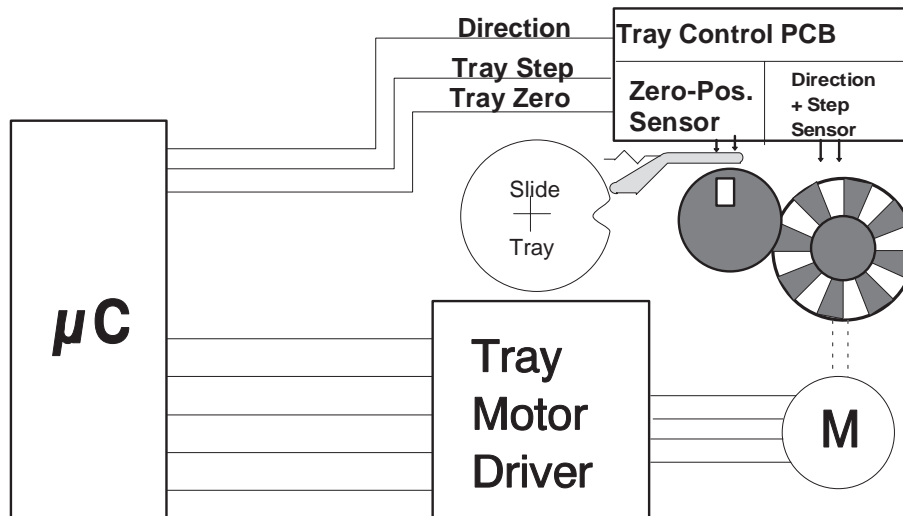 Direction
Tray Step
Tray Zero
Tray Control PCB
Zero-Pos.
Sensor
Direction
+ Step
Sensor
Slide
Tray
µC
Tray
Motor
Driver
M